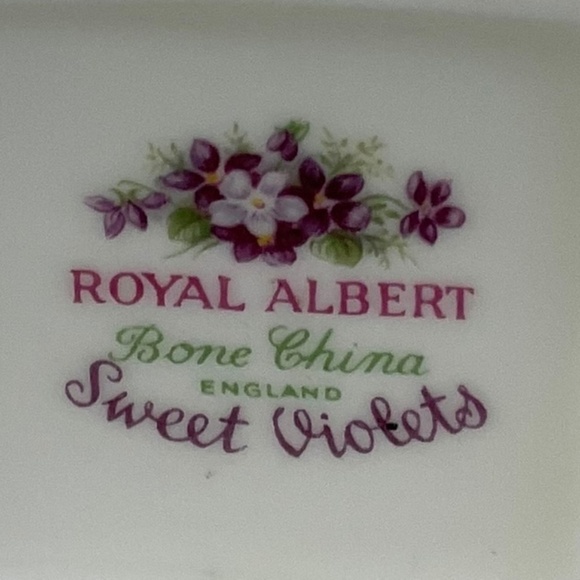 ROYAL ALBERT
Bone China
ENGLAND
Sweet Violets